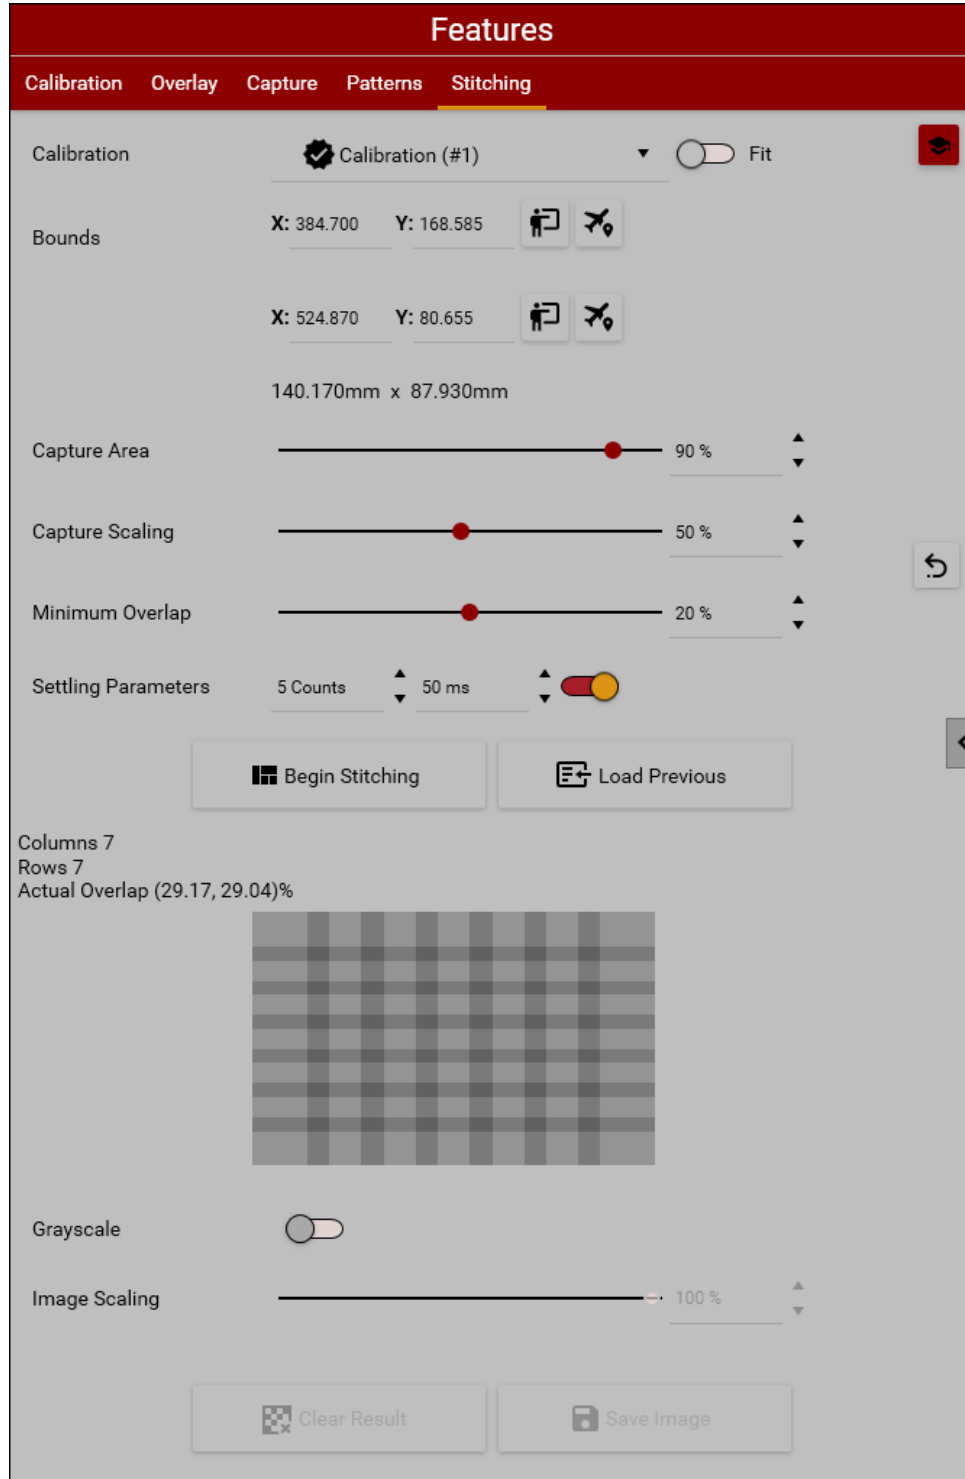 Features
Calibration Overlay Capture Patterns Stitching
Calibration Calibration (#1) Fit
Bounds X: 384.700 Y: 168.585
X: 524.870 Y: 80.655
140.170mm x 87.930mm
Capture Area 90 %
Capture Scaling 50 %
Minimum Overlap 20 %
Settling Parameters 5 Counts 50 ms
Begin Stitching Load Previous
Columns 7
Rows 7
Actual Overlap (29.17, 29.04)%
Grayscale
Image Scaling 100 %
Clear Result Save Image